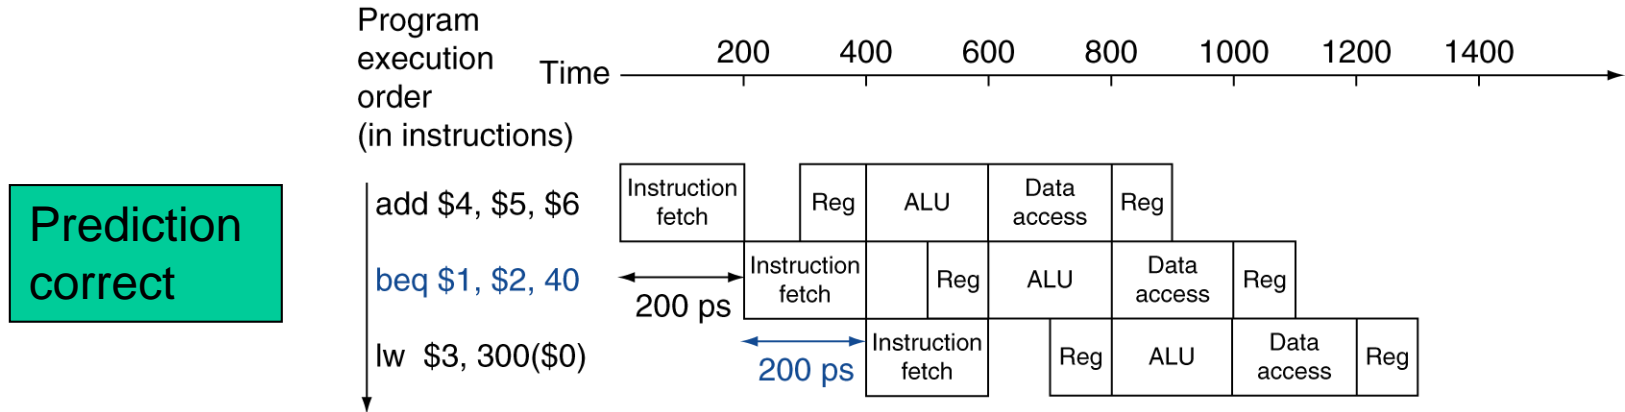 Program
execution
order
(in instructions)
Time
200 400 600 800 1000 1200 1400
Prediction
correct
add $4, $5, $6
Instruction
fetch
Reg
ALU
Data
access
Reg
beq $1, $2, 40
200 ps
Instruction
fetch
Reg
ALU
Data
access
Reg
lw $3, 300($0)
200 ps
Instruction
fetch
Reg
ALU
Data
access
Reg